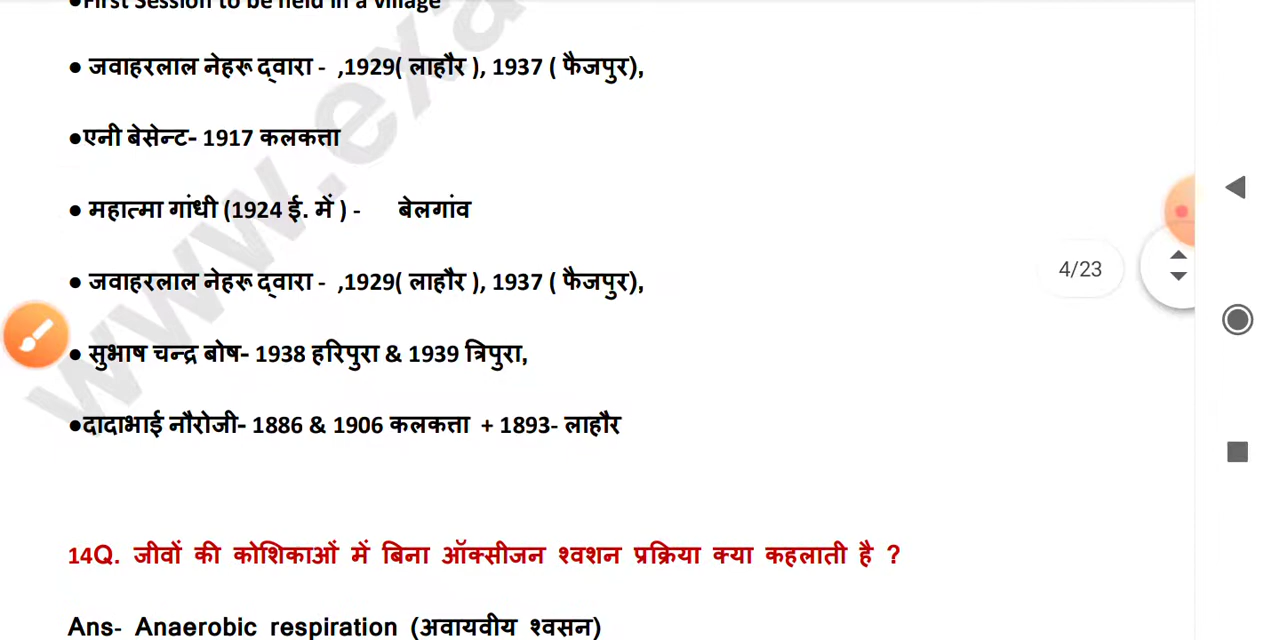 ●First Session to be held in a village
● जवाहरलाल नेहरू द्वारा - ,1929( लाहौर ), 1937 ( फैजपुर),
●एनी बेसेन्ट- 1917 कलकत्ता
● महात्मा गांधी (1924 ई. में ) - बेलगांव
● जवाहरलाल नेहरू द्वारा - ,1929( लाहौर ), 1937 ( फैजपुर),
4/23
● सुभाष चन्द्र बोष- 1938 हरिपुरा & 1939 त्रिपुरा,
●दादाभाई नौरोजी- 1886 & 1906 कलकत्ता + 1893- लाहौर
14Q. जीवों की कोशिकाओं में बिना ऑक्सीजन श्वशन प्रक्रिया क्या कहलाती है ?
Ans- Anaerobic respiration (अवायवीय श्वसन)
www.exa